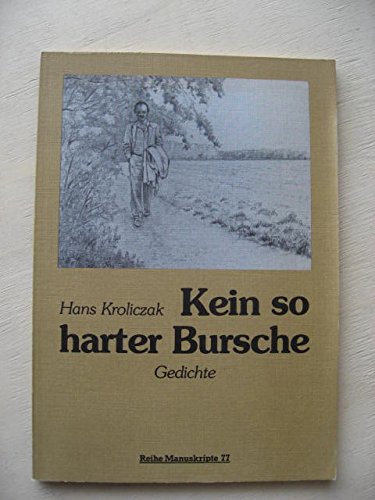 Hans Kroliczak Kein so
harter Bursche
Gedichte
Reihe Manuskripte 77